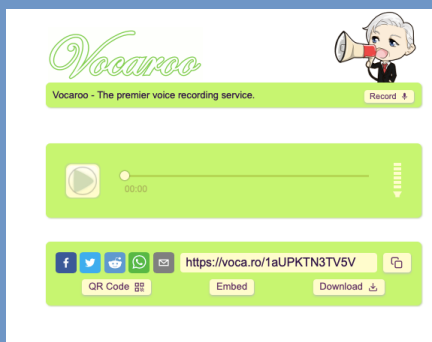 Vocaroo
Vocaroo - The premier voice recording service.
Record
00:00
https://voca.ro/1aUPKTN3TV5V
QR Code
Embed
Download